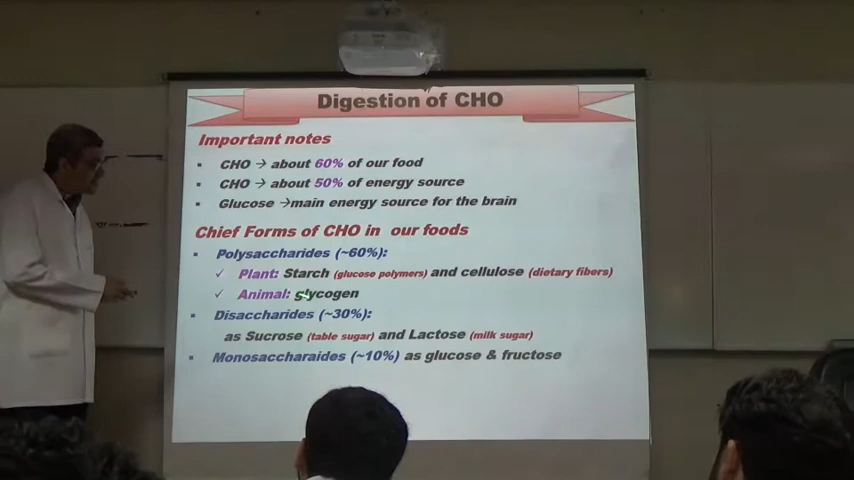 Digestion of CHO
Important notes
▪ CHO → about 60% of our food
▪ CHO → about 50% of energy source
▪ Glucose →main energy source for the brain
Chief Forms of CHO in our foods
▪ Polysaccharides (~60%):
✓ Plant: Starch (glucose polymers) and cellulose (dietary fibers)
✓ Animal: glycogen
▪ Disaccharides (~30%):
as Sucrose (table sugar) and Lactose (milk sugar)
▪ Monosaccharaides (~10%) as glucose & fructose